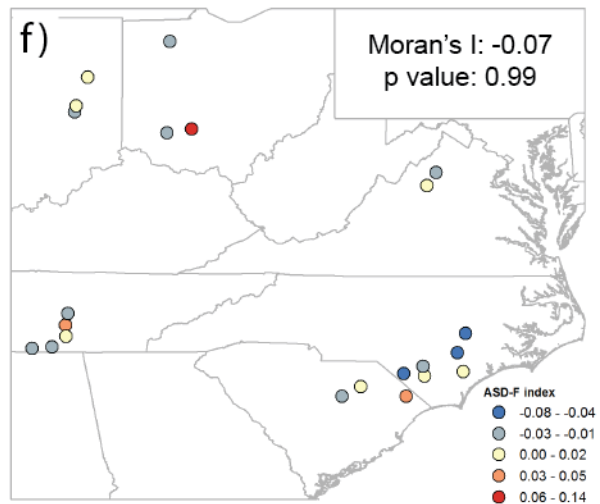 f)
Moran's I: -0.07
p value: 0.99
ASD-F index
-0.08 - -0.04
-0.03 - -0.01
0.00 - 0.02
0.03 - 0.05
0.06 - 0.14